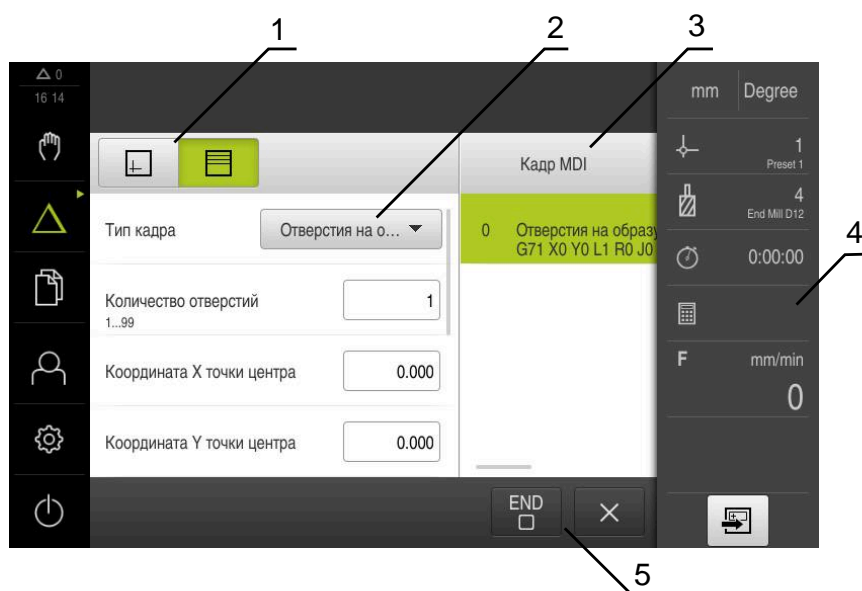 1
2
3
0
16 14
mm Degree
1
Preset 1
Кадр MDI
4
End Mill D12
Тип кадра
Отверстия на о...
0 Отверстия на образу
G71 X0 Y0 L1 R0 J0
4
0:00:00
Количество отверстий
1...99
1
F mm/min
0
Координата X точки центра
0.000
Координата Y точки центра
0.000
END
5